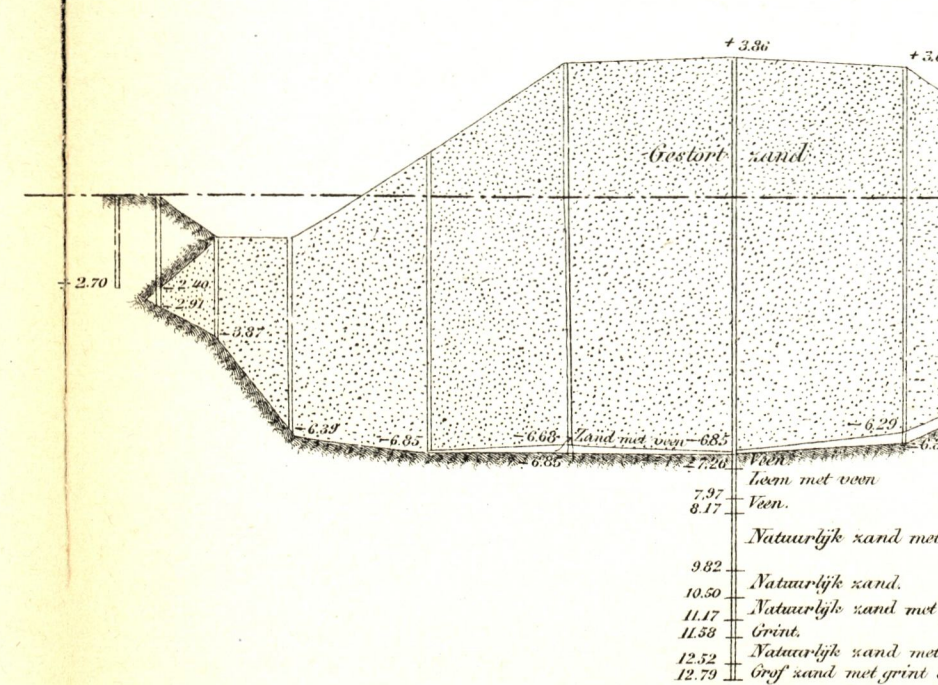 + 3.86
+ 3.
Gestort zand
- 2.70
- 2.40
- 2.91
- 3.87
- 6.39
- 6.85
- 6.68
Zand met veen
- 6.85
- 6.29
- 6.85
- 7.26
Veen.
Leem met veen
7.97
8.17
Veen.
Natuurlijk zand met
9.82
Natuurlijk zand.
10.50
Natuurlijk zand met
11.17
11.58
Grint.
Natuurlijk zand met
12.52
12.79
Grof zand met grint